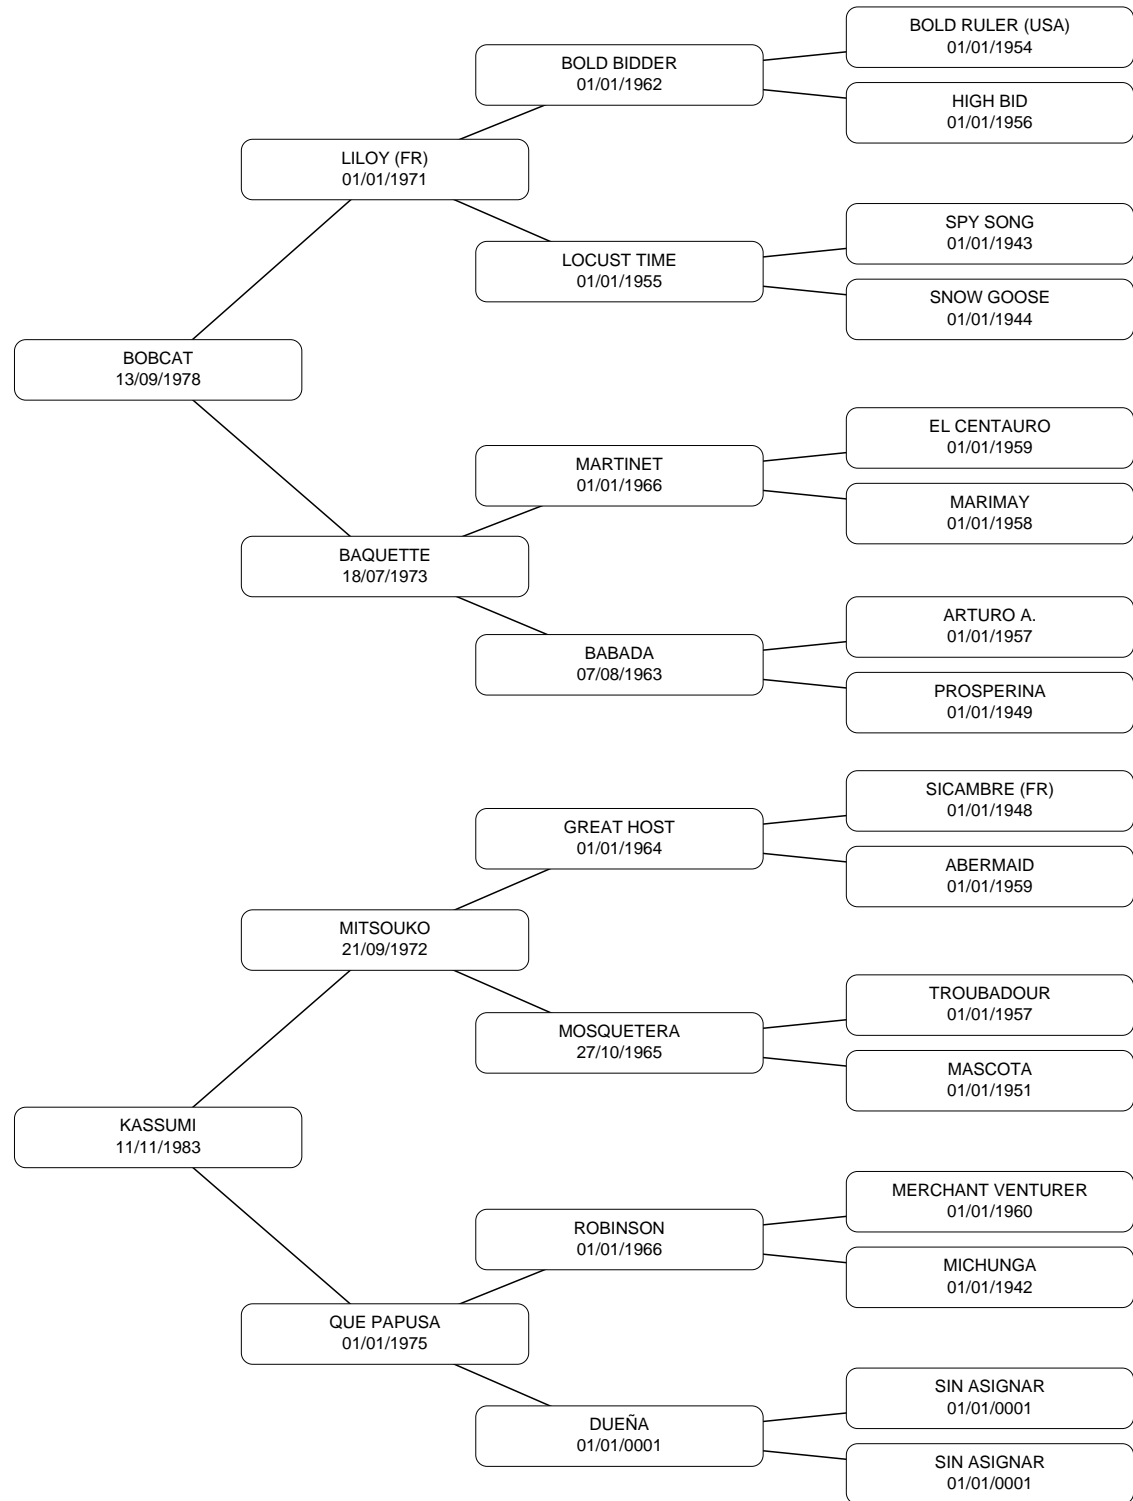 BOLD RULER (USA)
01/01/1954
BOLD BIDDER
01/01/1962
HIGH BID
01/01/1956
LILOY (FR)
01/01/1971
SPY SONG
01/01/1943
LOCUST TIME
01/01/1955
SNOW GOOSE
01/01/1944
BOBCAT
13/09/1978
EL CENTAURO
01/01/1959
MARTINET
01/01/1966
MARIMAY
01/01/1958
BAQUETTE
18/07/1973
ARTURO A.
01/01/1957
BABADA
07/08/1963
PROSPERINA
01/01/1949
SICAMBRE (FR)
01/01/1948
GREAT HOST
01/01/1964
ABERMAID
01/01/1959
MITSOUKO
21/09/1972
TROUBADOUR
01/01/1957
MOSQUETERA
27/10/1965
MASCOTA
01/01/1951
KASSUMI
11/11/1983
MERCHANT VENTURER
01/01/1960
ROBINSON
01/01/1966
MICHUNGA
01/01/1942
QUE PAPUSA
01/01/1975
SIN ASIGNAR
01/01/0001
DUEÑA
01/01/0001
SIN ASIGNAR
01/01/0001